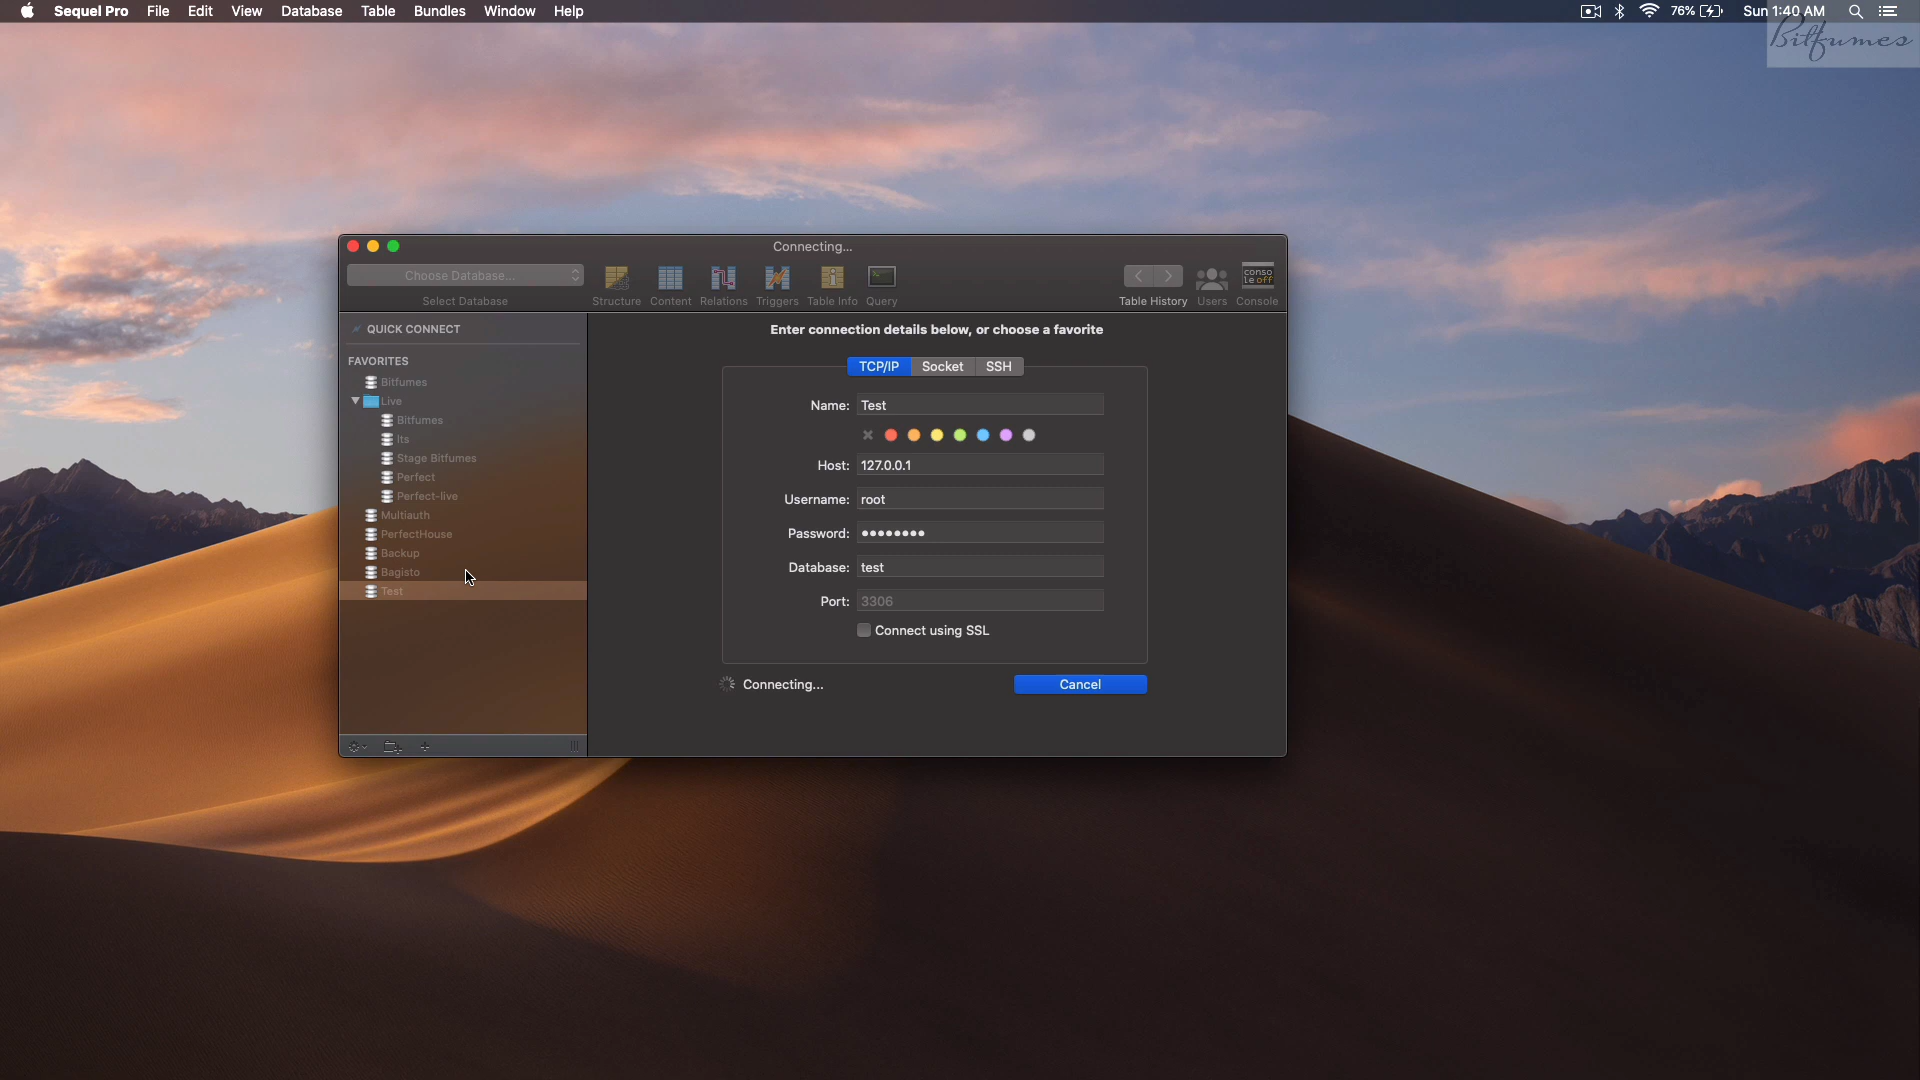 Sequel Pro File Edit View Database Table Bundles Window Help 76% Sun 1:40 AM
Bitfumes
Connecting...
Choose Database...
Select Database Structure Content Relations Triggers Table Info Query Table History Users Console
conso
le off
QUICK CONNECT
FAVORITES
Bitfumes
Live
Bitfumes
Its
Stage Bitfumes
Perfect
Perfect-live
Multiauth
PerfectHouse
Backup
Bagisto
Test
Enter connection details below, or choose a favorite
TCP/IP Socket SSH
Name: Test
Host: 127.0.0.1
Username: root
Password: ●●●●●●●●
Database: test
Port: 3306
Connect using SSL
Connecting... Cancel